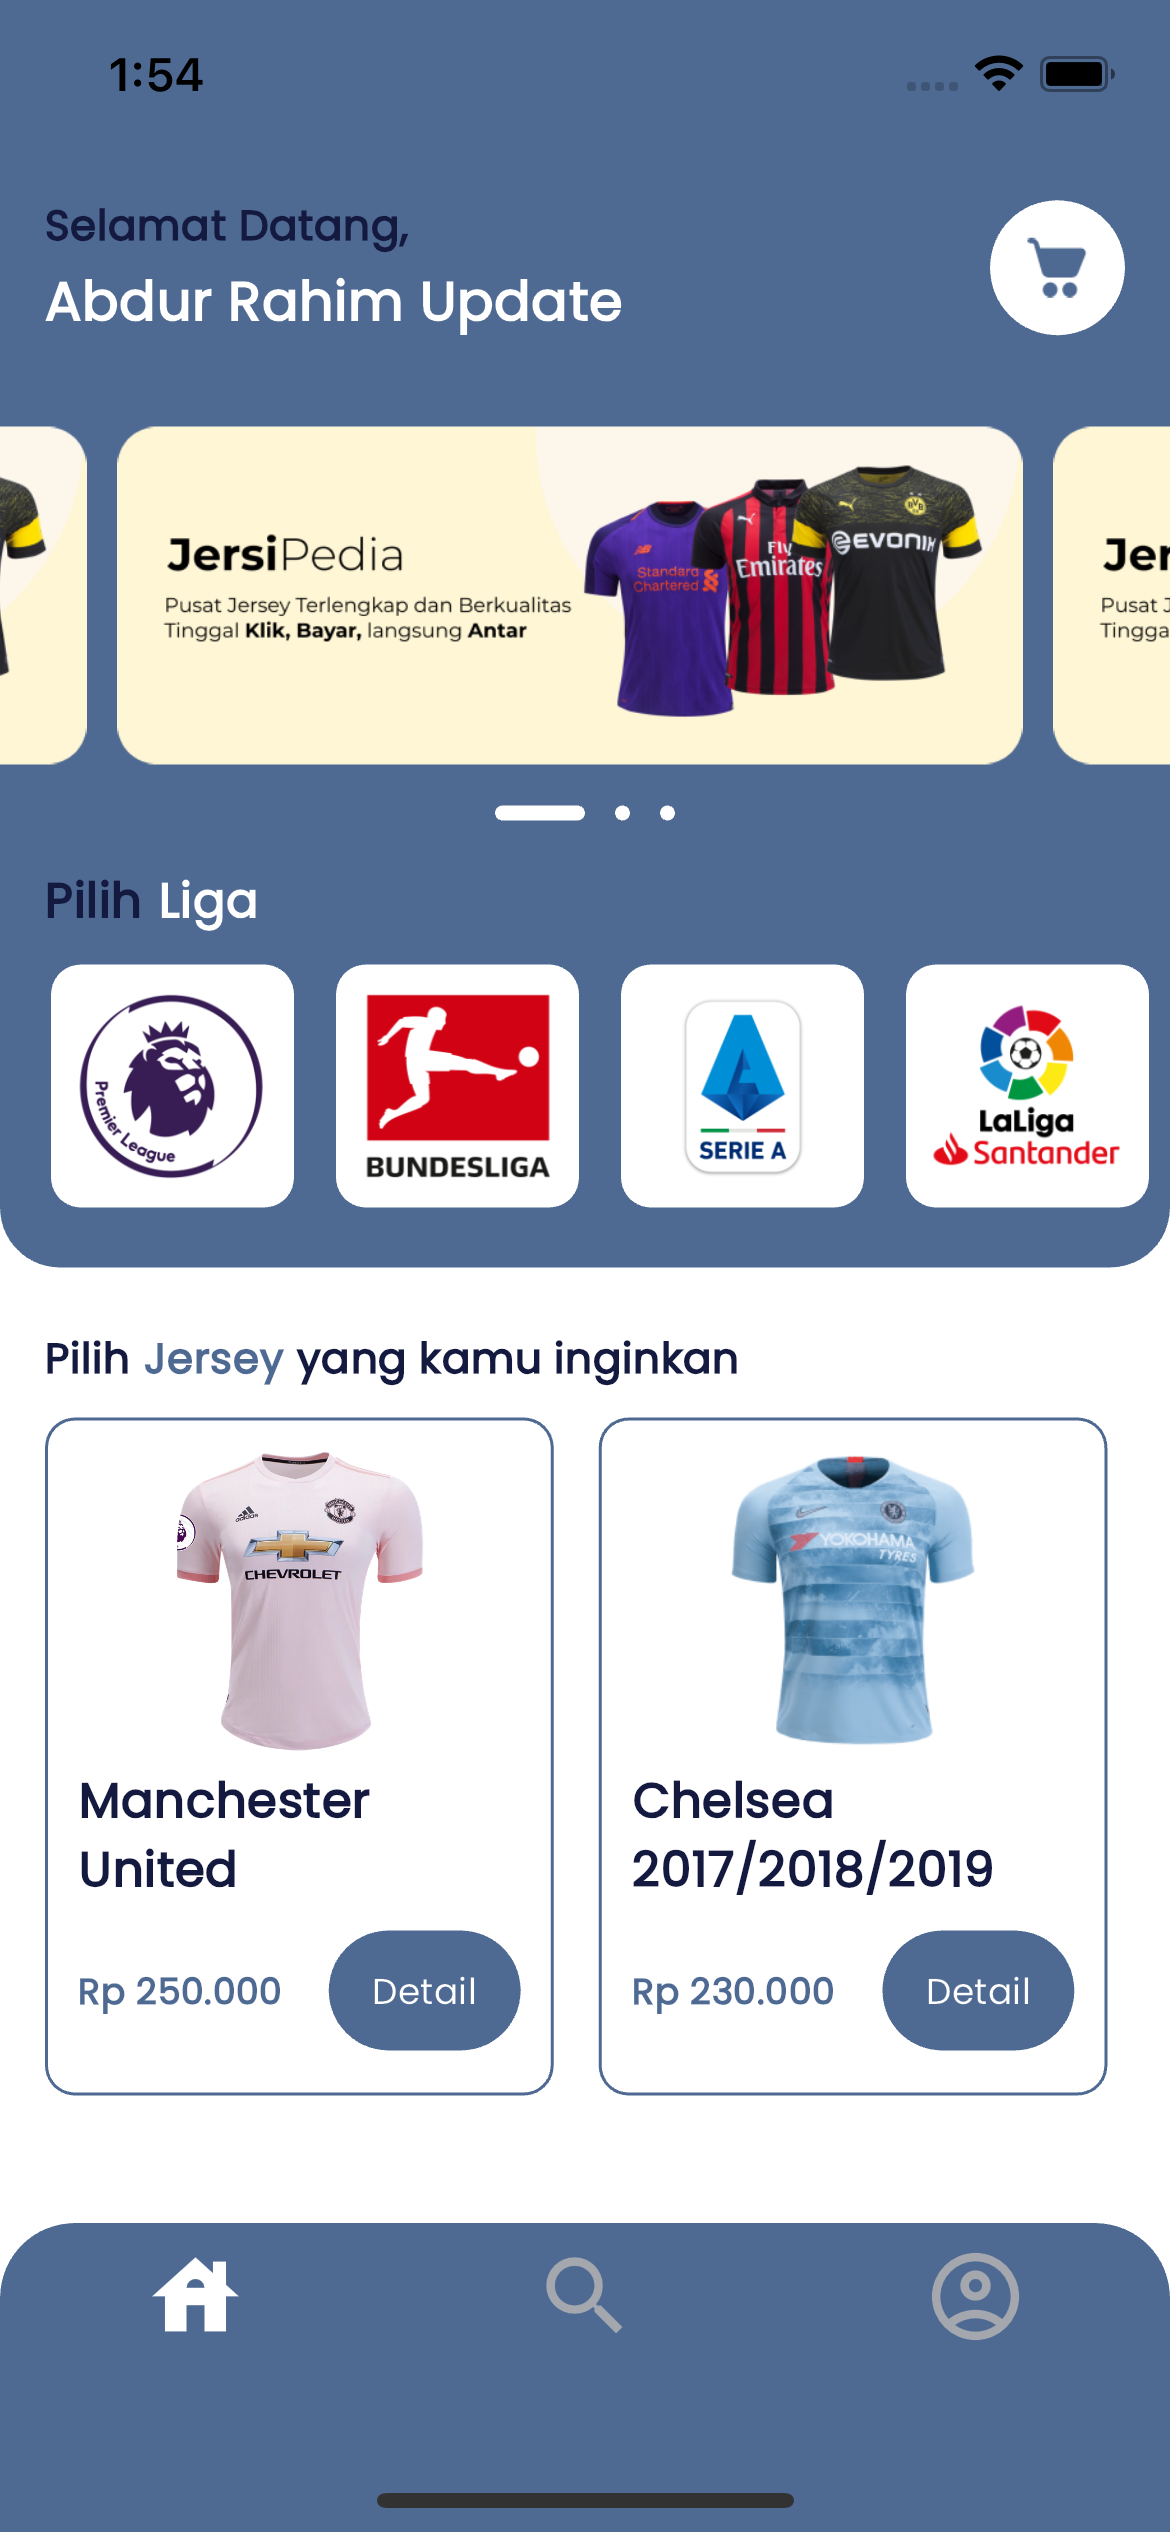 1:54
Selamat Datang,
Abdur Rahim Update
JersiPedia
Pusat Jersey Terlengkap dan Berkualitas
Tinggal Klik, Bayar, langsung Antar
Standard
Chartered
Fly
Emirates
BVB
EVONIK
Jer
Pusat J
Tingga
Pilih Liga
Premier League
BUNDESLIGA
SERIE A
LaLiga
Santander
Pilih Jersey yang kamu inginkan
adidas
CHEVROLET
YOKOHAMA
TYRES
Manchester
United
Chelsea
2017/2018/2019
Rp 250.000
Detail
Rp 230.000
Detail